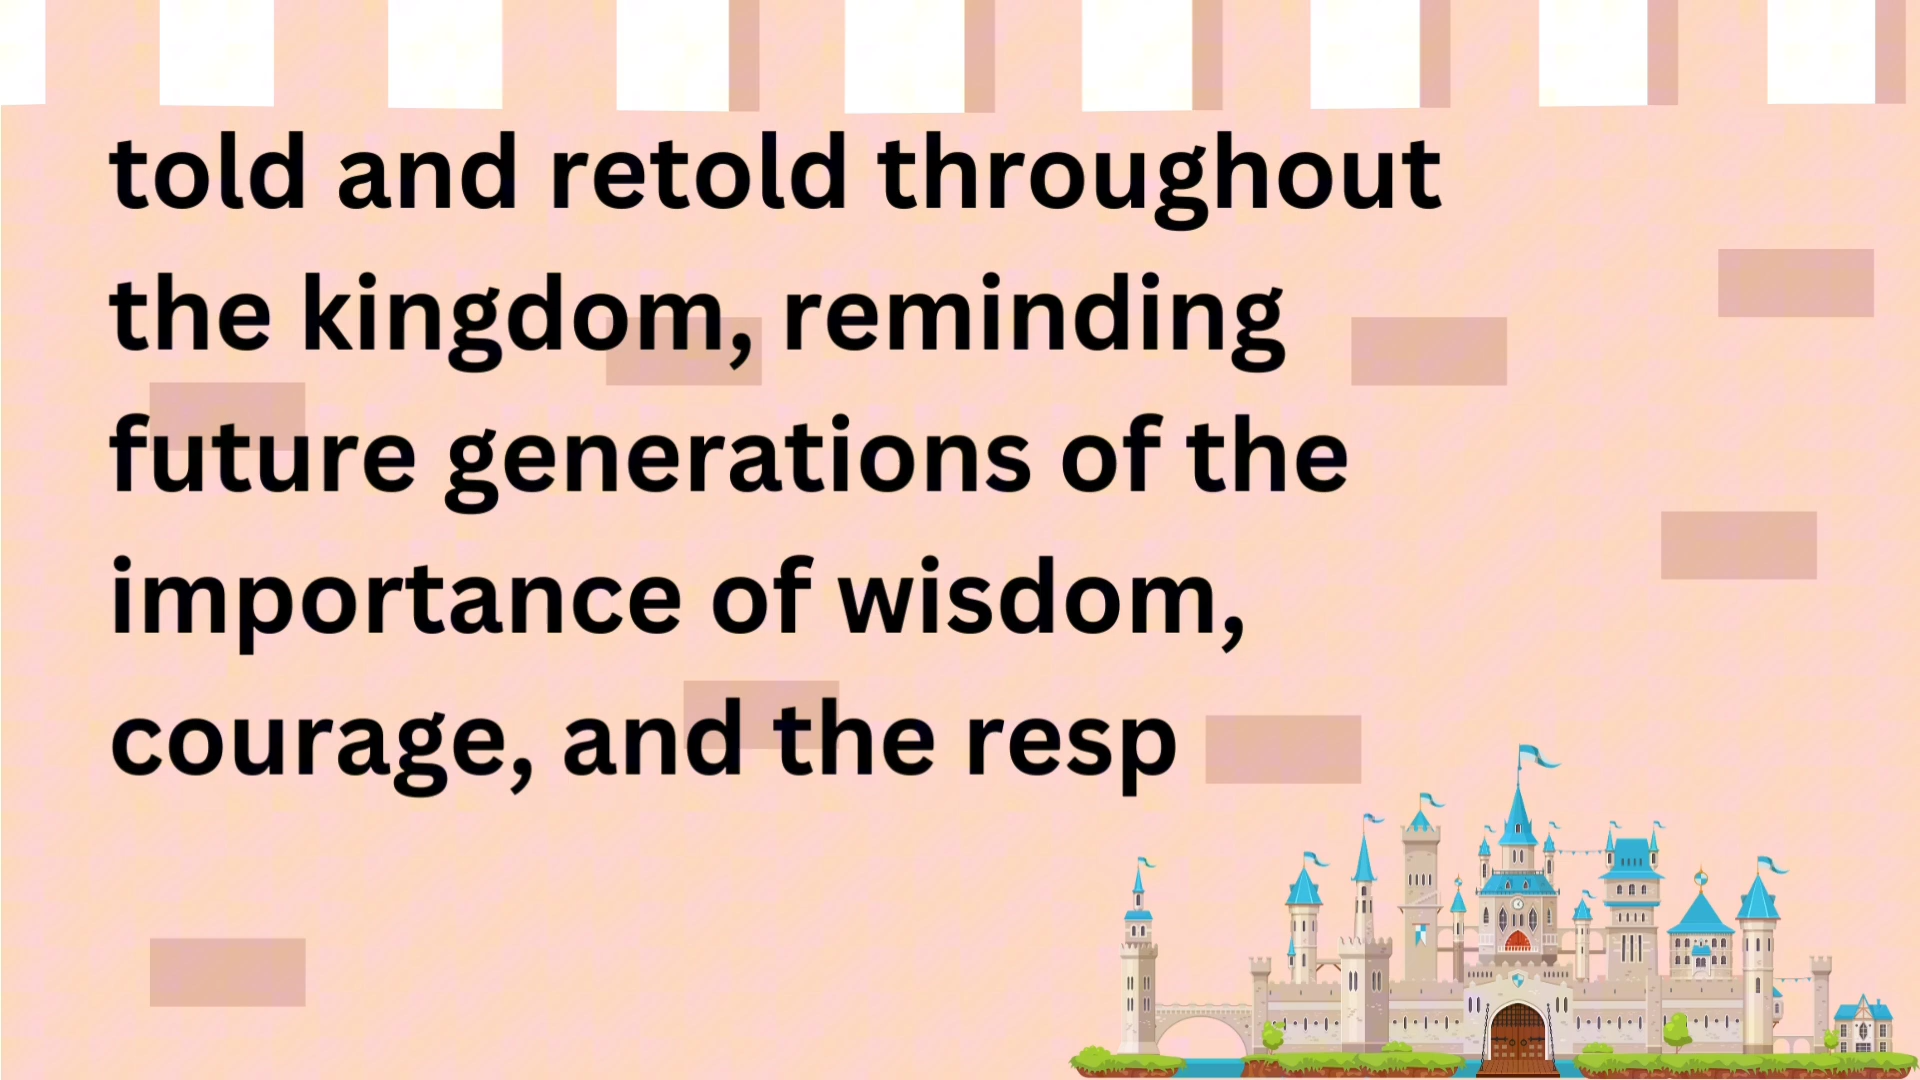 told and retold throughout
the kingdom, reminding
future generations of the
importance of wisdom,
courage, and the resp